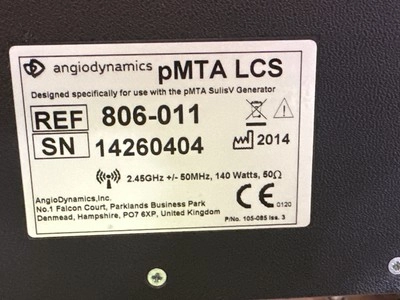 angiodynamics pMTA LCS
Designed specifically for use with the pMTA SulisV Generator
REF 806-011
SN 14260404
2014
2.45GHz +/- 50MHz, 140 Watts, 50Ω
AngioDynamics,Inc.
No.1 Falcon Court, Parklands Business Park
Denmead, Hampshire, PO7 6XP, United Kingdom
CE 0120
P/No. 105-085 Iss. 3